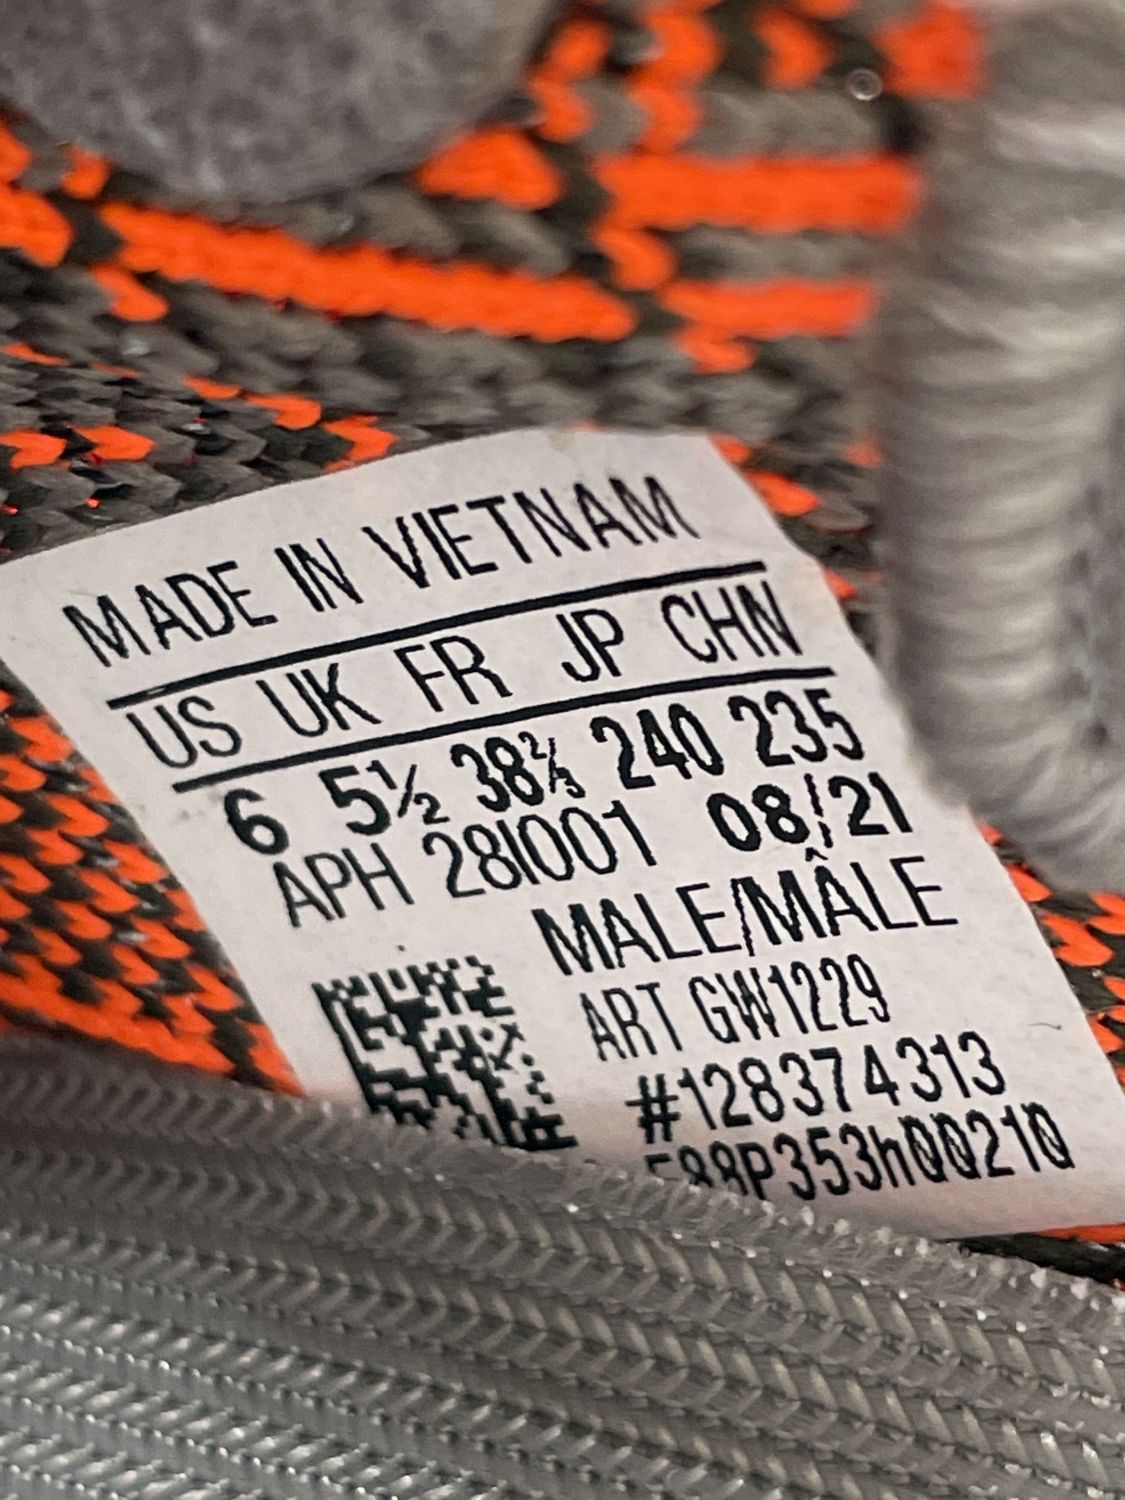 MADE IN VIETNAM
US UK FR JP CHN
6 5½ 38⅔ 240 235
APH 28I001 08/21
MALE/MÂLE
ART GW1229
#128374313